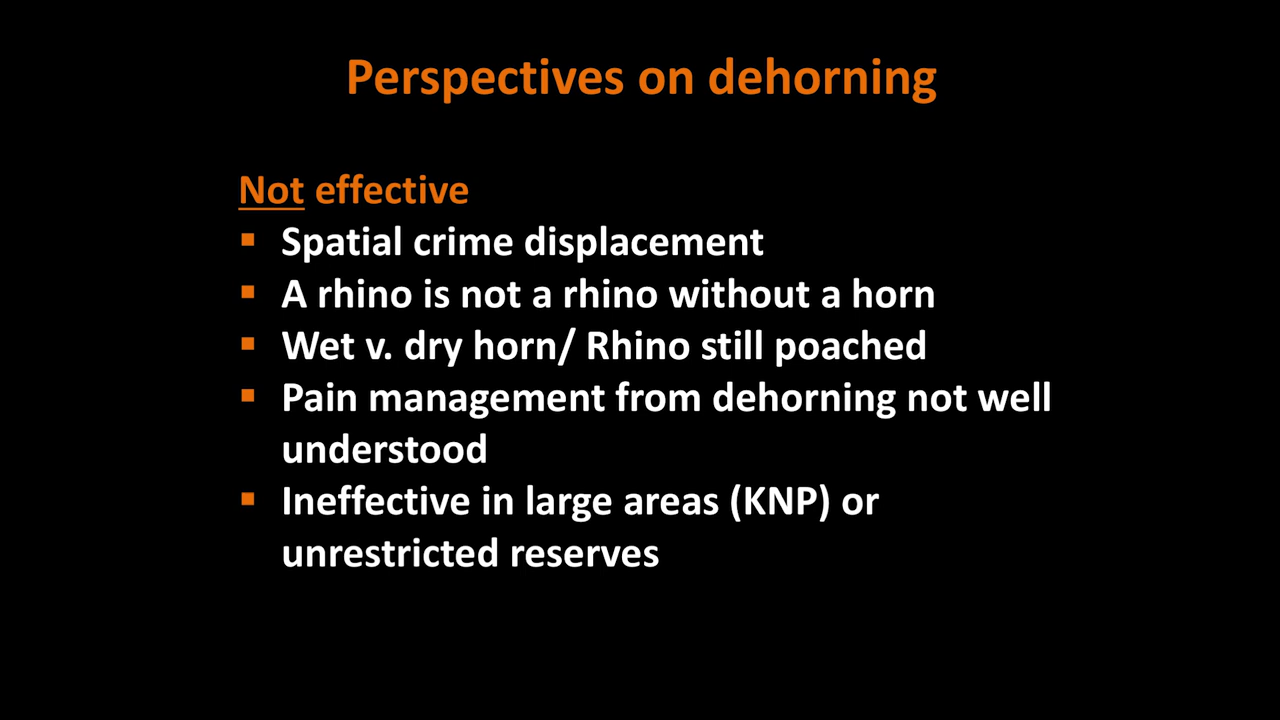 Perspectives on dehorning
Not effective
▪ Spatial crime displacement
▪ A rhino is not a rhino without a horn
▪ Wet v. dry horn/ Rhino still poached
▪ Pain management from dehorning not well
understood
▪ Ineffective in large areas (KNP) or
unrestricted reserves